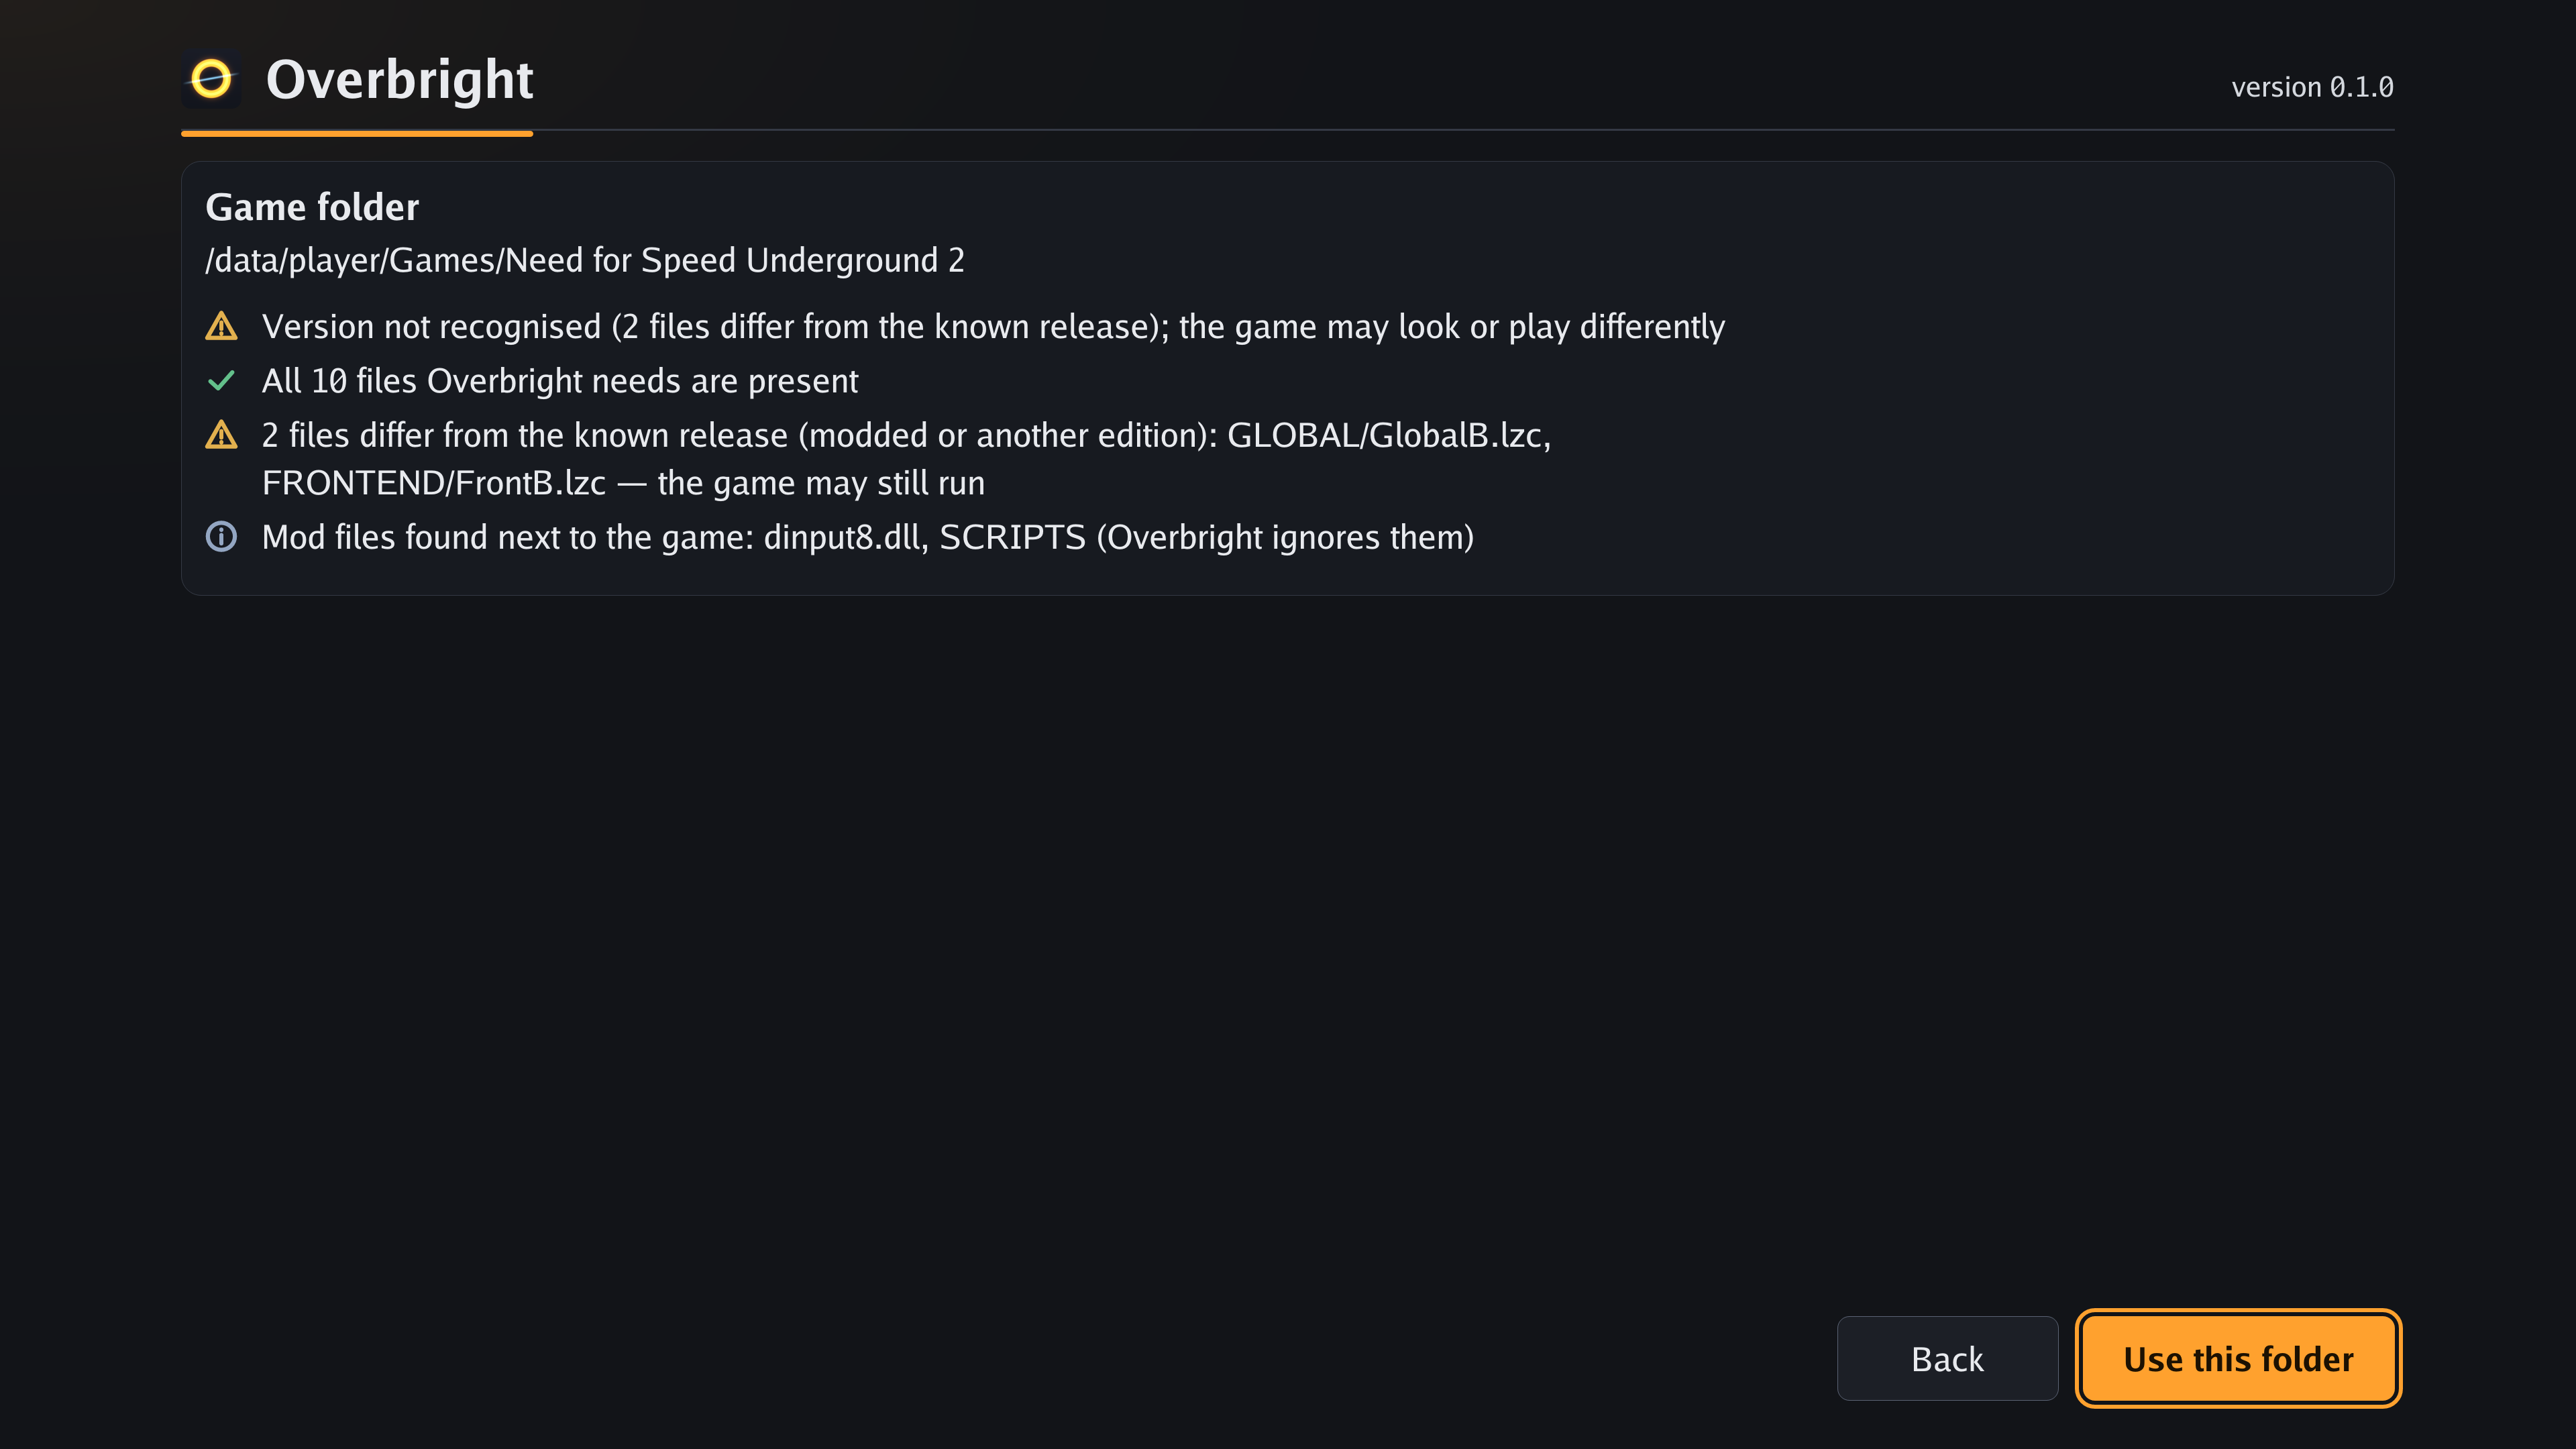 Overbright
version 0.1.0
Game folder
/data/player/Games/Need for Speed Underground 2
Version not recognised (2 files differ from the known release); the game may look or play differently
All 10 files Overbright needs are present
2 files differ from the known release (modded or another edition): GLOBAL/GlobalB.lzc,
FRONTEND/FrontB.lzc — the game may still run
Mod files found next to the game: dinput8.dll, SCRIPTS (Overbright ignores them)
Back
Use this folder